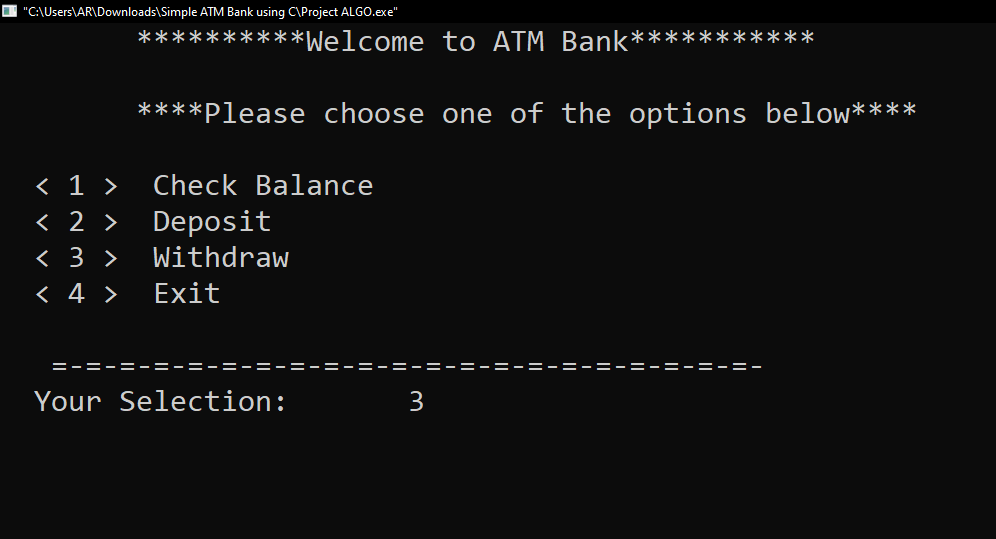 "C:\Users\AR\Downloads\Simple ATM Bank using C\Project ALGO.exe"
**********Welcome to ATM Bank***********
****Please choose one of the options below****
< 1 >  Check Balance
< 2 >  Deposit
< 3 >  Withdraw
< 4 >  Exit
=-=-=-=-=-=-=-=-=-=-=-=-=-=-=-=-=-=-=-=-=-
Your Selection:       3